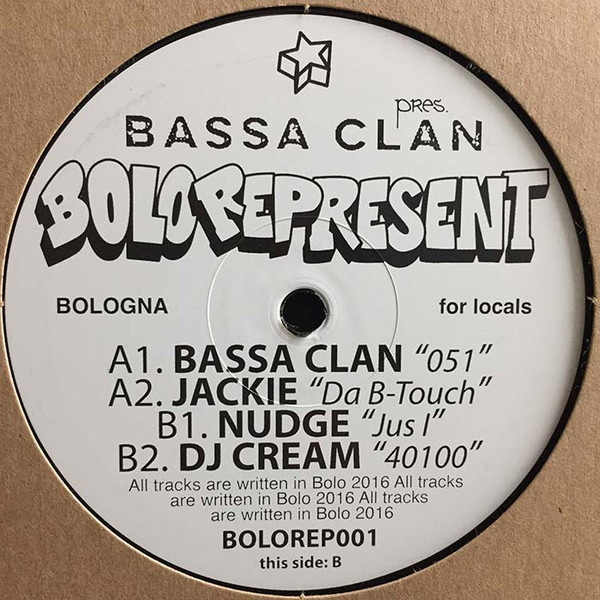 pres.
BASSA CLAN
BOLOREPRESENT
BOLOGNA
for locals
A1. BASSA CLAN "051"
A2. JACKIE "Da B-Touch"
B1. NUDGE "Jus I"
B2. DJ CREAM "40100"
All tracks are written in Bolo 2016 All tracks
are written in Bolo 2016 All tracks
are written in Bolo 2016
BOLOREP001
this side: B